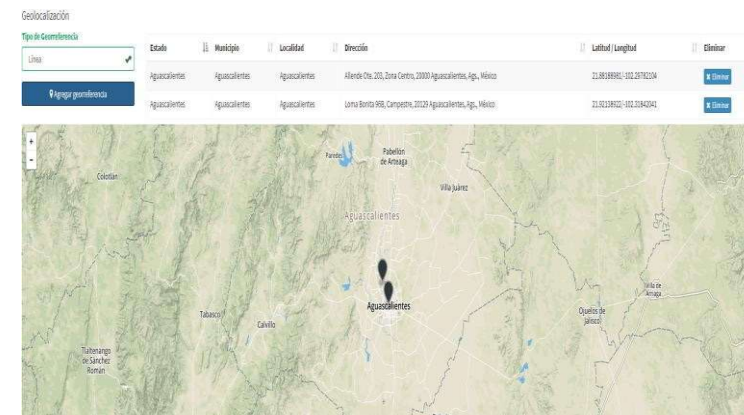 Geolocalización
Tipo de Georreferencia
Línea
Agregar georreferencia
Estado Municipio Localidad Dirección Latitud / Longitud Eliminar
Aguascalientes Aguascalientes Aguascalientes Allende Ote. 203, Zona Centro, 20000 Aguascalientes, Ags., México Eliminar
Aguascalientes Aguascalientes Aguascalientes Loma Bonita 96B, Campestre, 20129 Aguascalientes, Ags., México Eliminar
+
-
Colotlán
Paredes
Pabellón
de Arteaga
Villa Juárez
Aguascalientes
Aguascalientes
Tabasco
Calvillo
Villa de
Arriaga
Ojuelos de
Jalisco
Tlaltenango
de Sánchez
Román